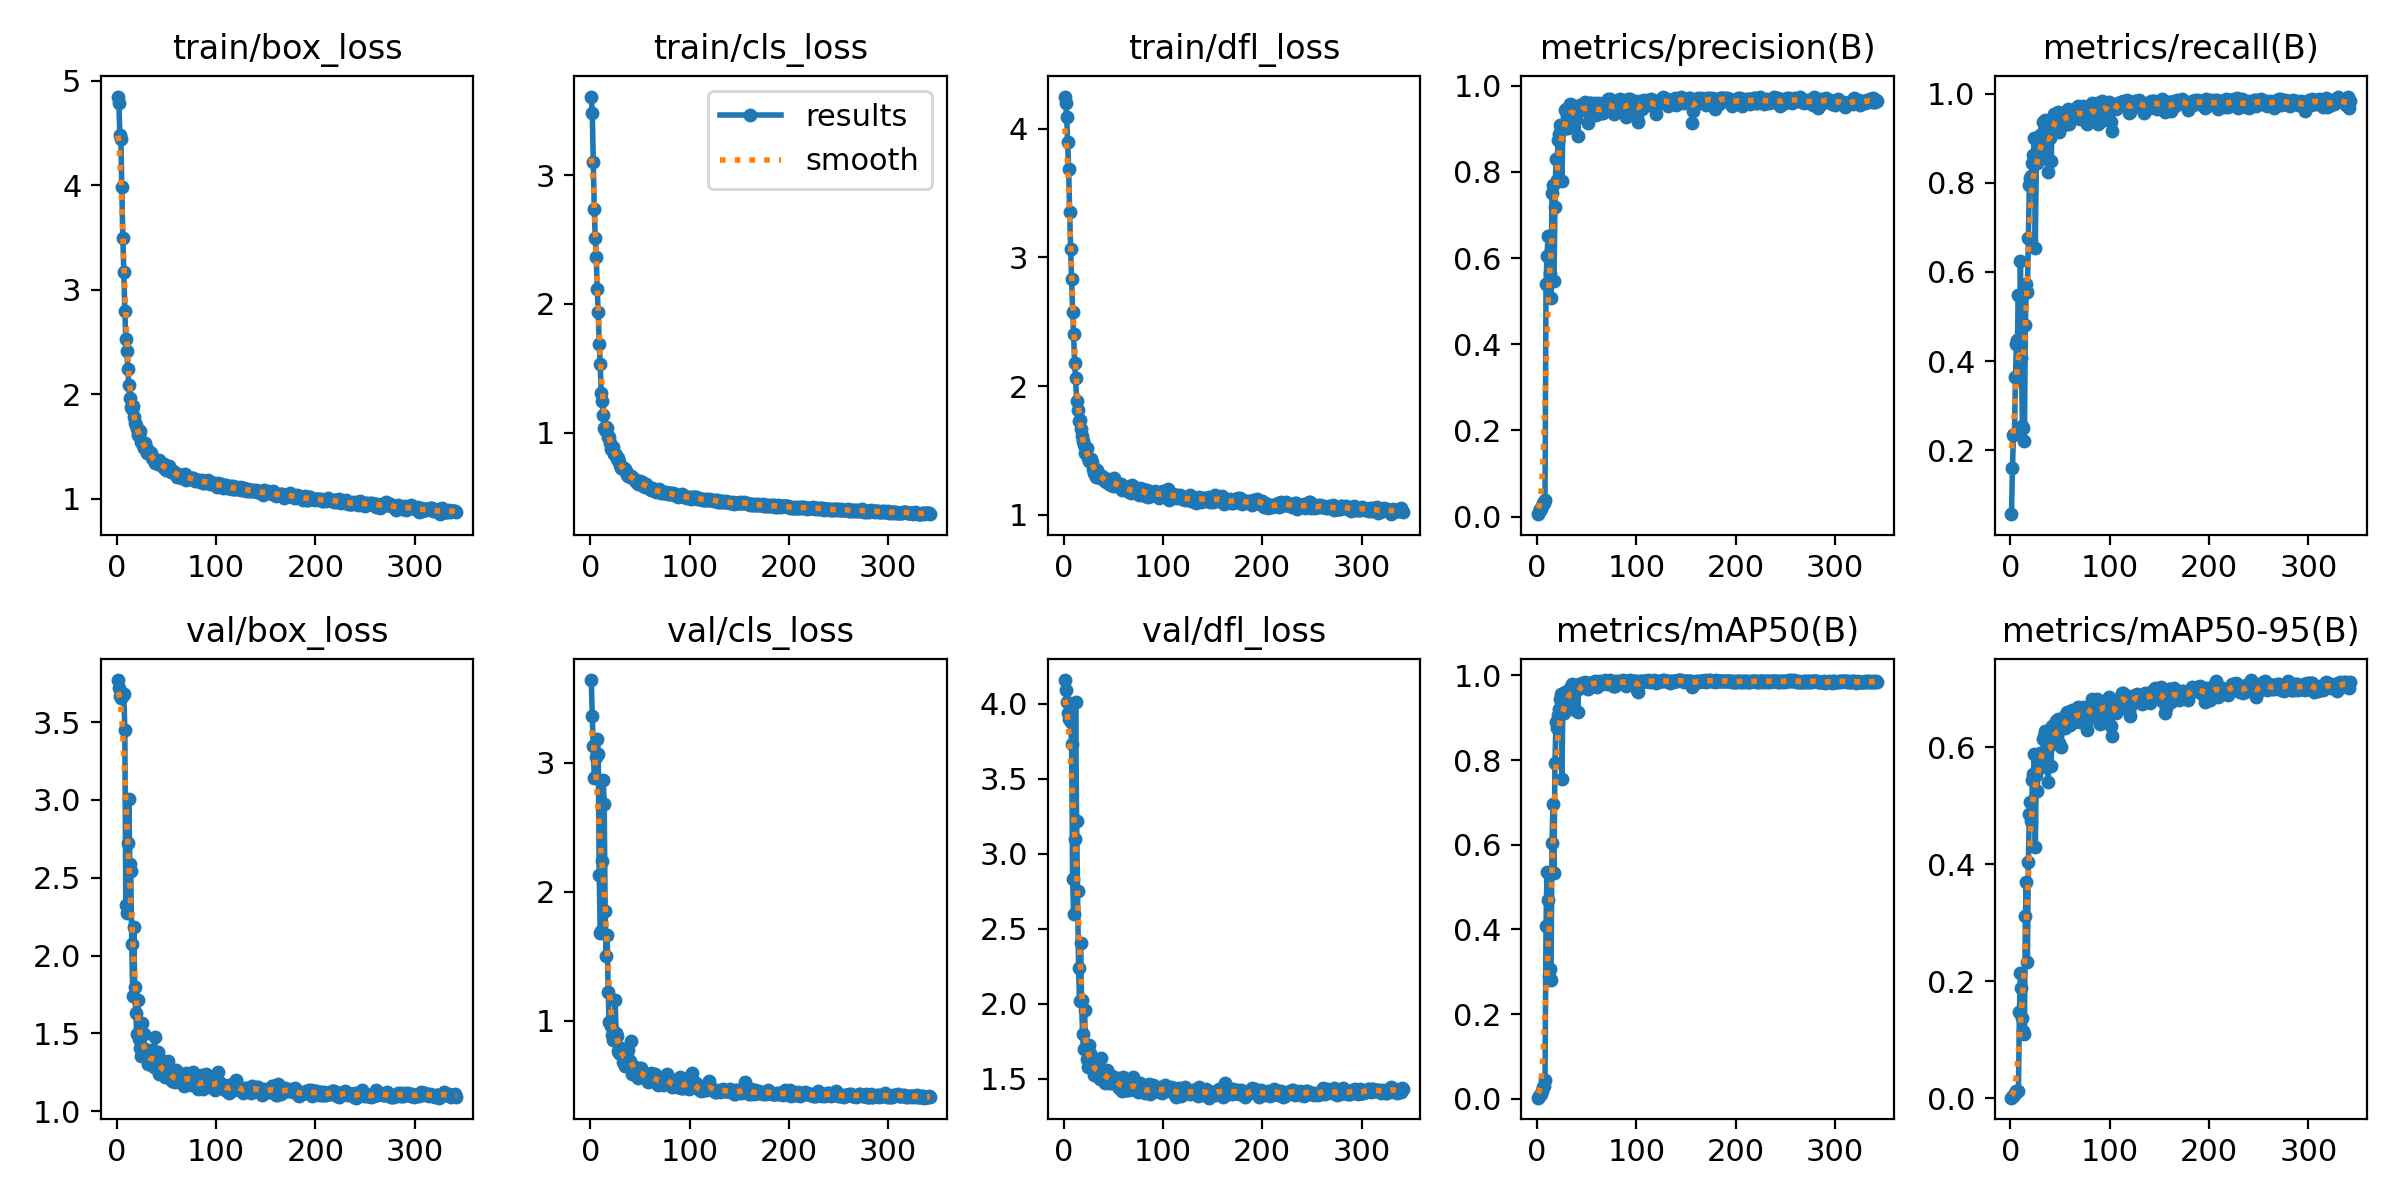 train/box_loss
train/cls_loss
train/dfl_loss
metrics/precision(B)
metrics/recall(B)
5
4
3
2
1
0 100 200 300
results
smooth
3
2
1
0 100 200 300
4
3
2
1
0 100 200 300
1.0
0.8
0.6
0.4
0.2
0.0
0 100 200 300
1.0
0.8
0.6
0.4
0.2
0 100 200 300
val/box_loss
val/cls_loss
val/dfl_loss
metrics/mAP50(B)
metrics/mAP50-95(B)
3.5
3.0
2.5
2.0
1.5
1.0
0 100 200 300
3
2
1
0 100 200 300
4.0
3.5
3.0
2.5
2.0
1.5
0 100 200 300
1.0
0.8
0.6
0.4
0.2
0.0
0 100 200 300
0.6
0.4
0.2
0.0
0 100 200 300